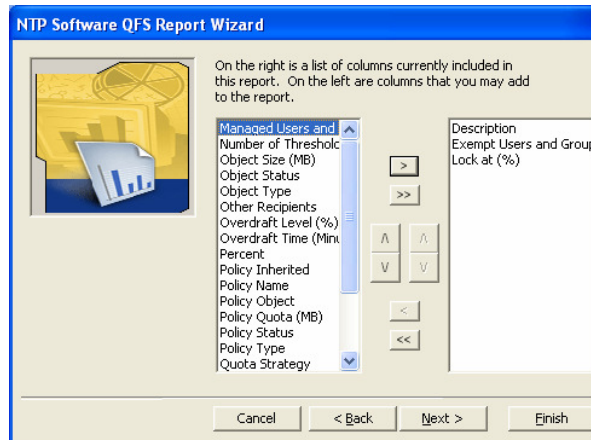 NTP Software QFS Report Wizard
On the right is a list of columns currently included in
this report. On the left are columns that you may add
to the report.
Managed Users and
Number of Threshold
Object Size (MB)
Object Status
Object Type
Other Recipients
Overdraft Level (%)
Overdraft Time (Minu
Percent
Policy Inherited
Policy Name
Policy Object
Policy Quota (MB)
Policy Status
Policy Type
Quota Strategy
>
>>
<
<<
Description
Exempt Users and Group
Lock at (%)
Cancel
< Back
Next >
Finish